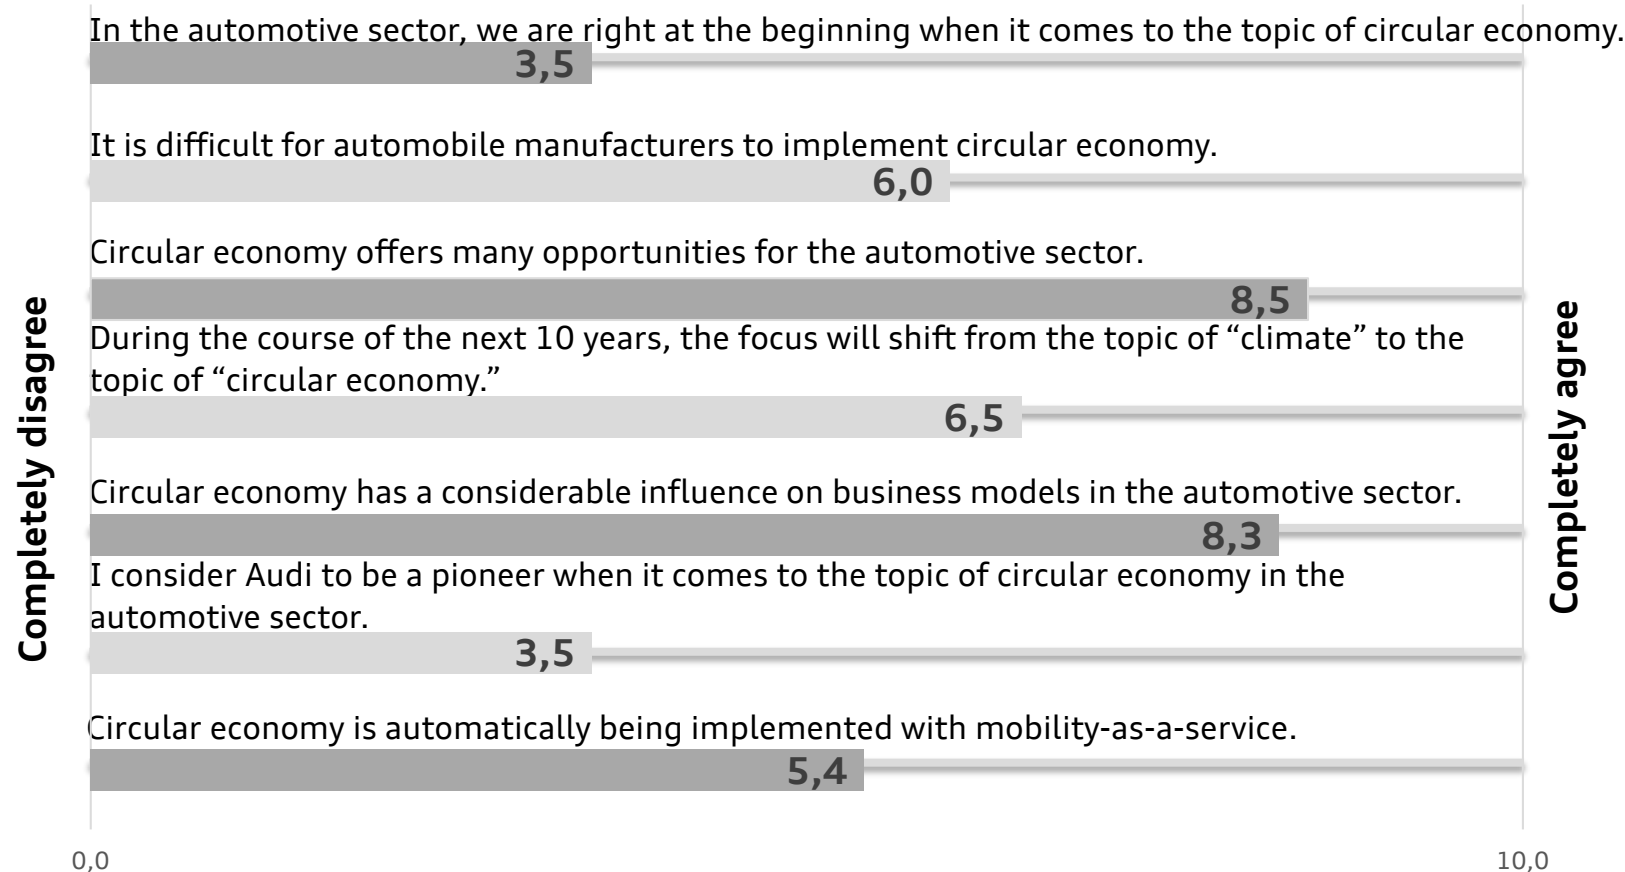 In the automotive sector, we are right at the beginning when it comes to the topic of circular economy.
3,5
It is difficult for automobile manufacturers to implement circular economy.
6,0
Circular economy offers many opportunities for the automotive sector.
8,5
During the course of the next 10 years, the focus will shift from the topic of “climate” to the
topic of “circular economy.”
6,5
Circular economy has a considerable influence on business models in the automotive sector.
8,3
I consider Audi to be a pioneer when it comes to the topic of circular economy in the
automotive sector.
3,5
Circular economy is automatically being implemented with mobility-as-a-service.
5,4
Completely disagree
Completely agree
0,0
10,0